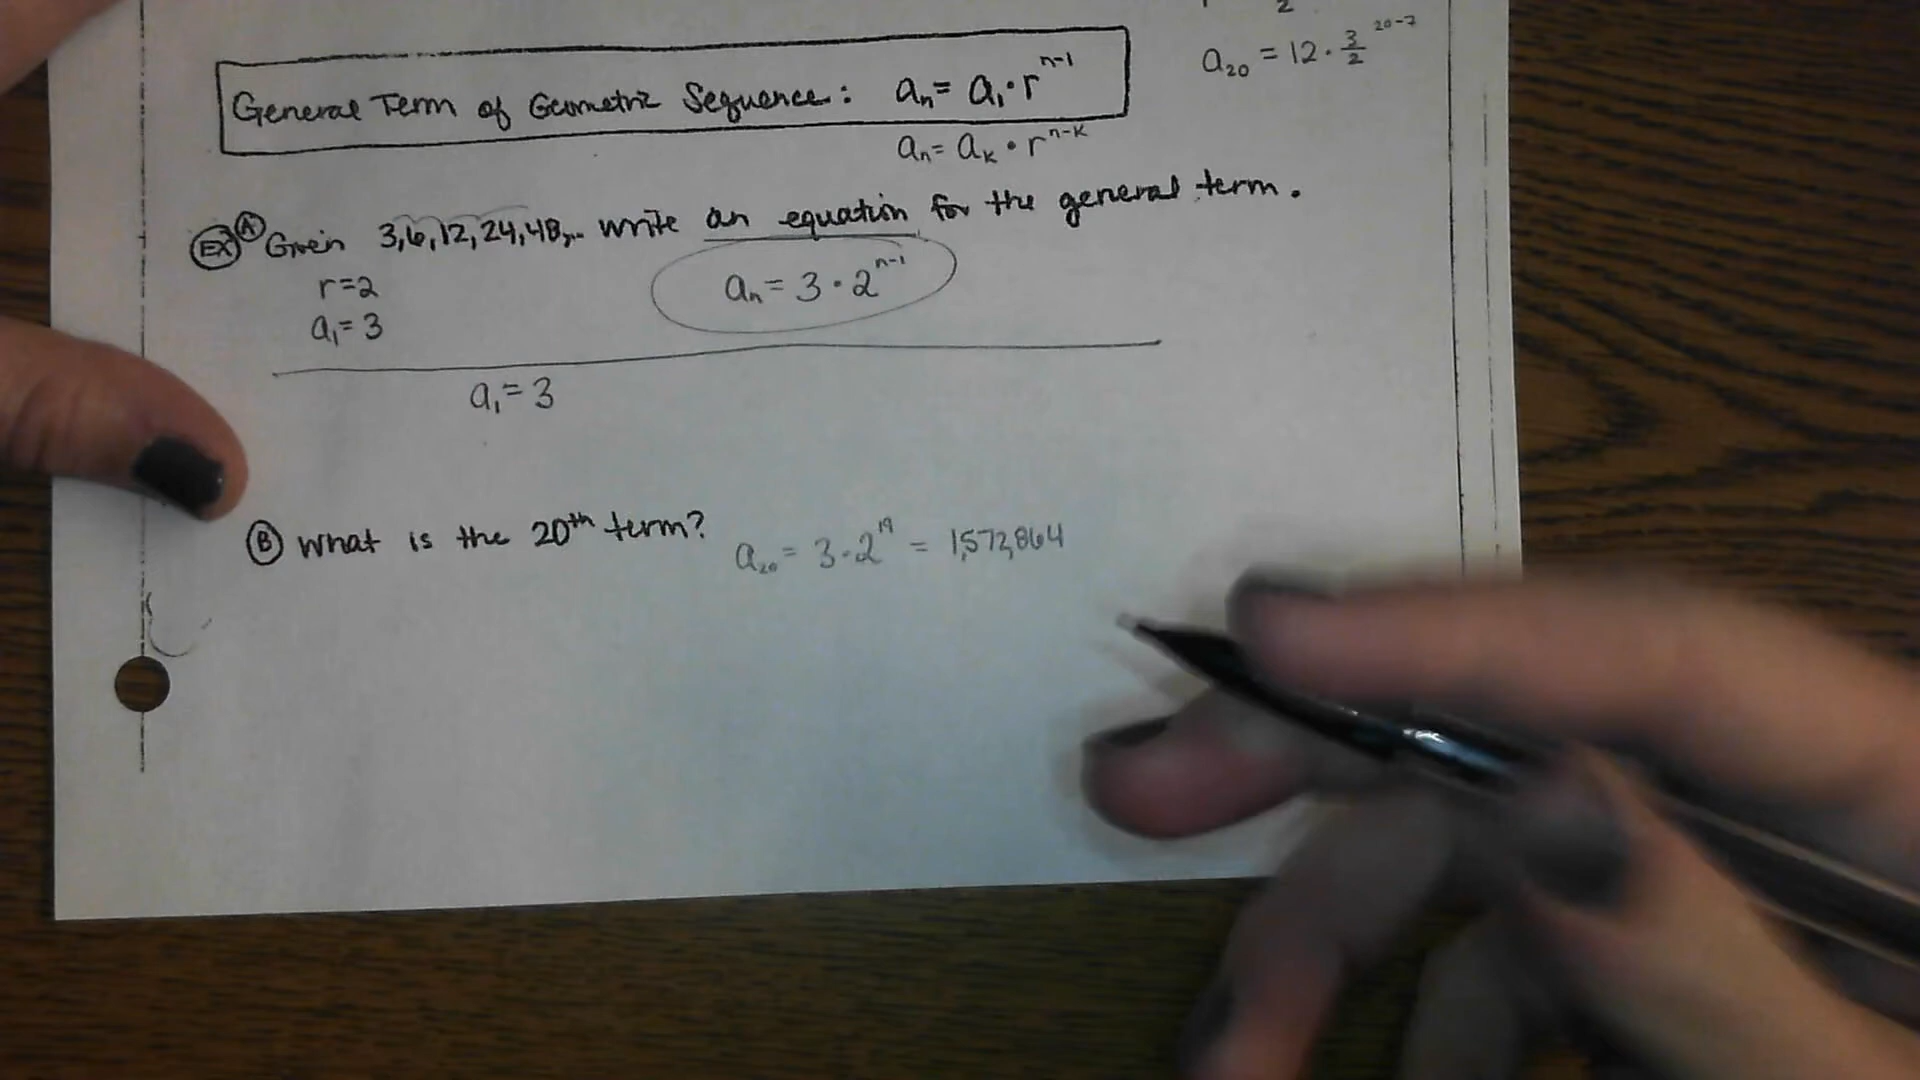 a₂₀ = 12 · 3/2 ²⁰⁻⁷
General Term of Geometric Sequence: aₙ = a₁ · rⁿ⁻¹
aₙ = aₖ · rⁿ⁻ᵏ
EX A Given 3, 6, 12, 24, 48, ... write an equation for the general term.
r = 2
aₙ = 3 · 2ⁿ⁻¹
a₁ = 3
a₁ = 3
B What is the 20th term? a₂₀ = 3 · 2¹⁹ = 1,572,864